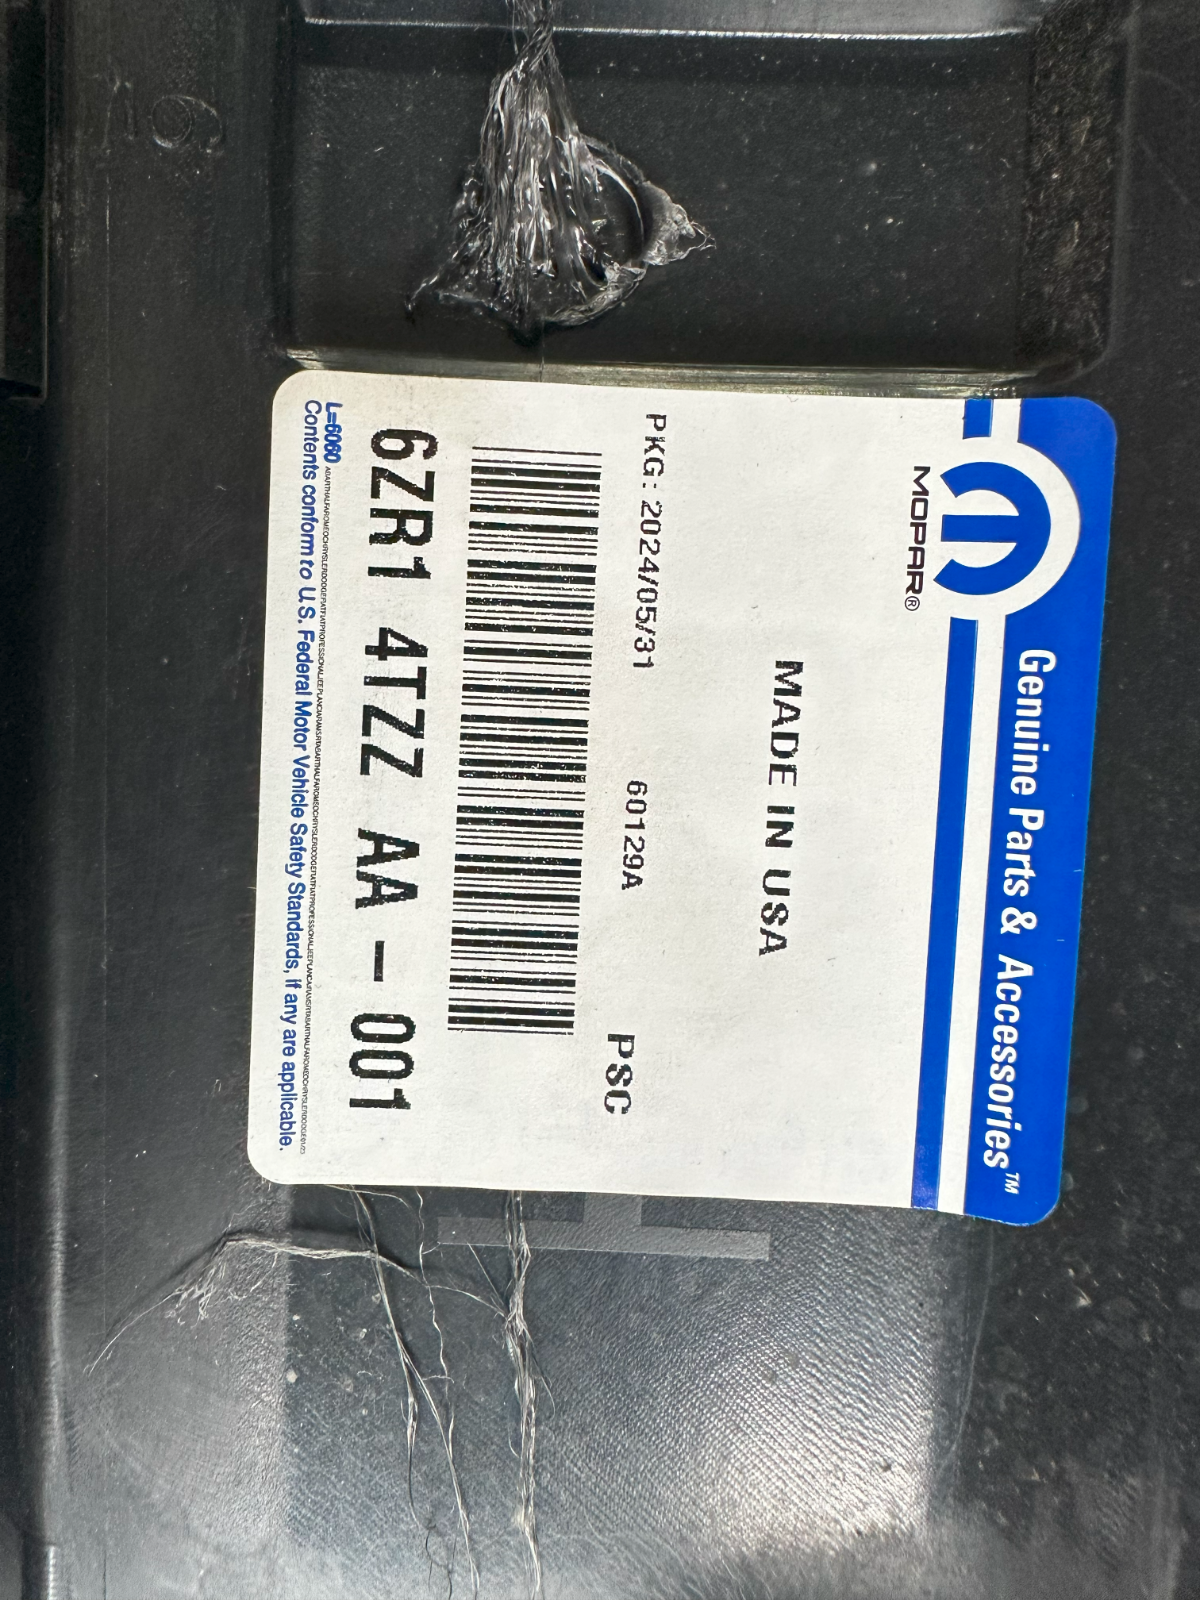 Genuine Parts & Accessories™
MOPAR®
MADE IN USA
PKG: 2024/05/31 60129A PSC
6ZR1 4TZZ AA - 001
L=6060
Contents conform to U.S. Federal Motor Vehicle Safety Standards, if any are applicable.